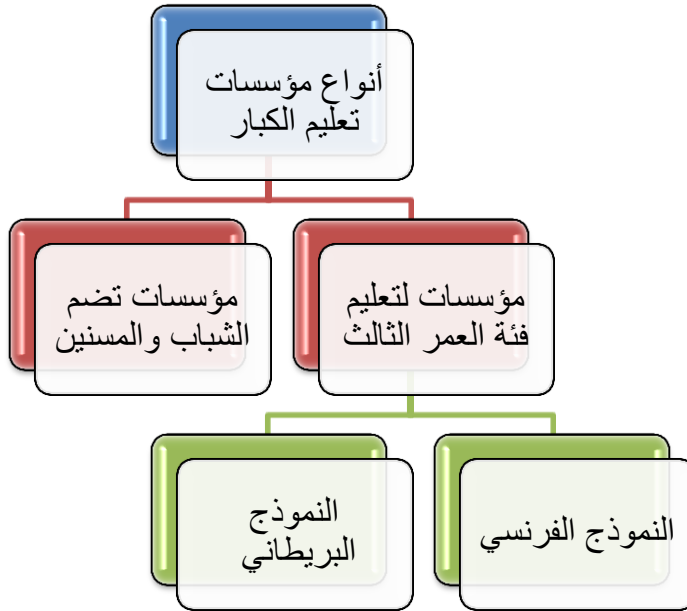 أنواع مؤسسات
تعليم الكبار
مؤسسات لتعليم
فئة العمر الثالث
مؤسسات تضم
الشباب والمسنين
النموذج الفرنسي
النموذج
البريطاني